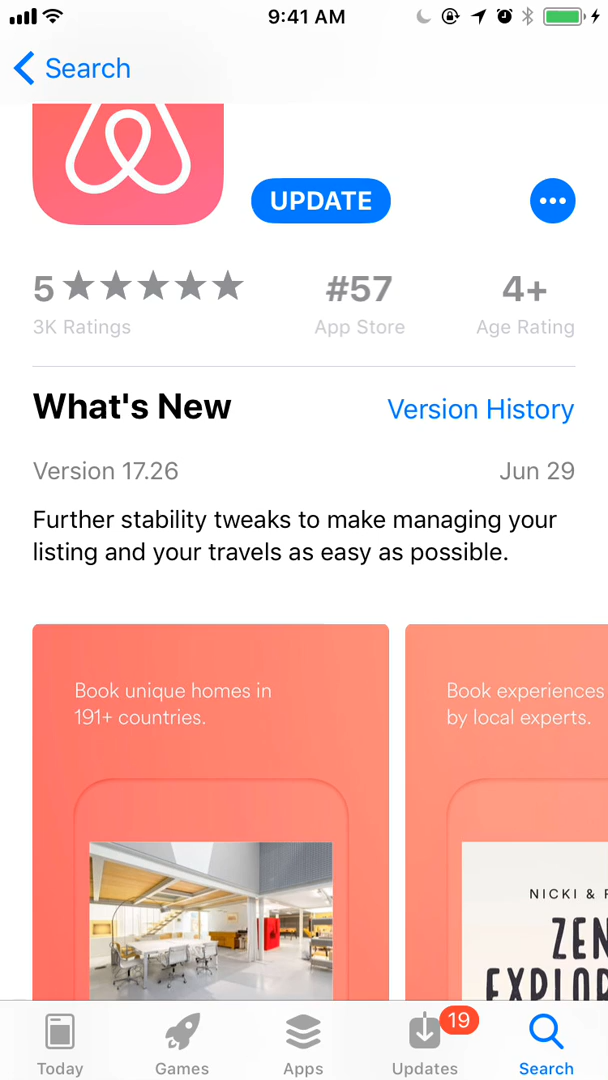 9:41 AM
Search
UPDATE
5
#57
4+
3K Ratings
App Store
Age Rating
What's New
Version History
Version 17.26
Jun 29
Further stability tweaks to make managing your
listing and your travels as easy as possible.
Book unique homes in
191+ countries.
Book experiences
by local experts.
NICKI &
ZEN
EXPLOR
19
Today
Games
Apps
Updates
Search